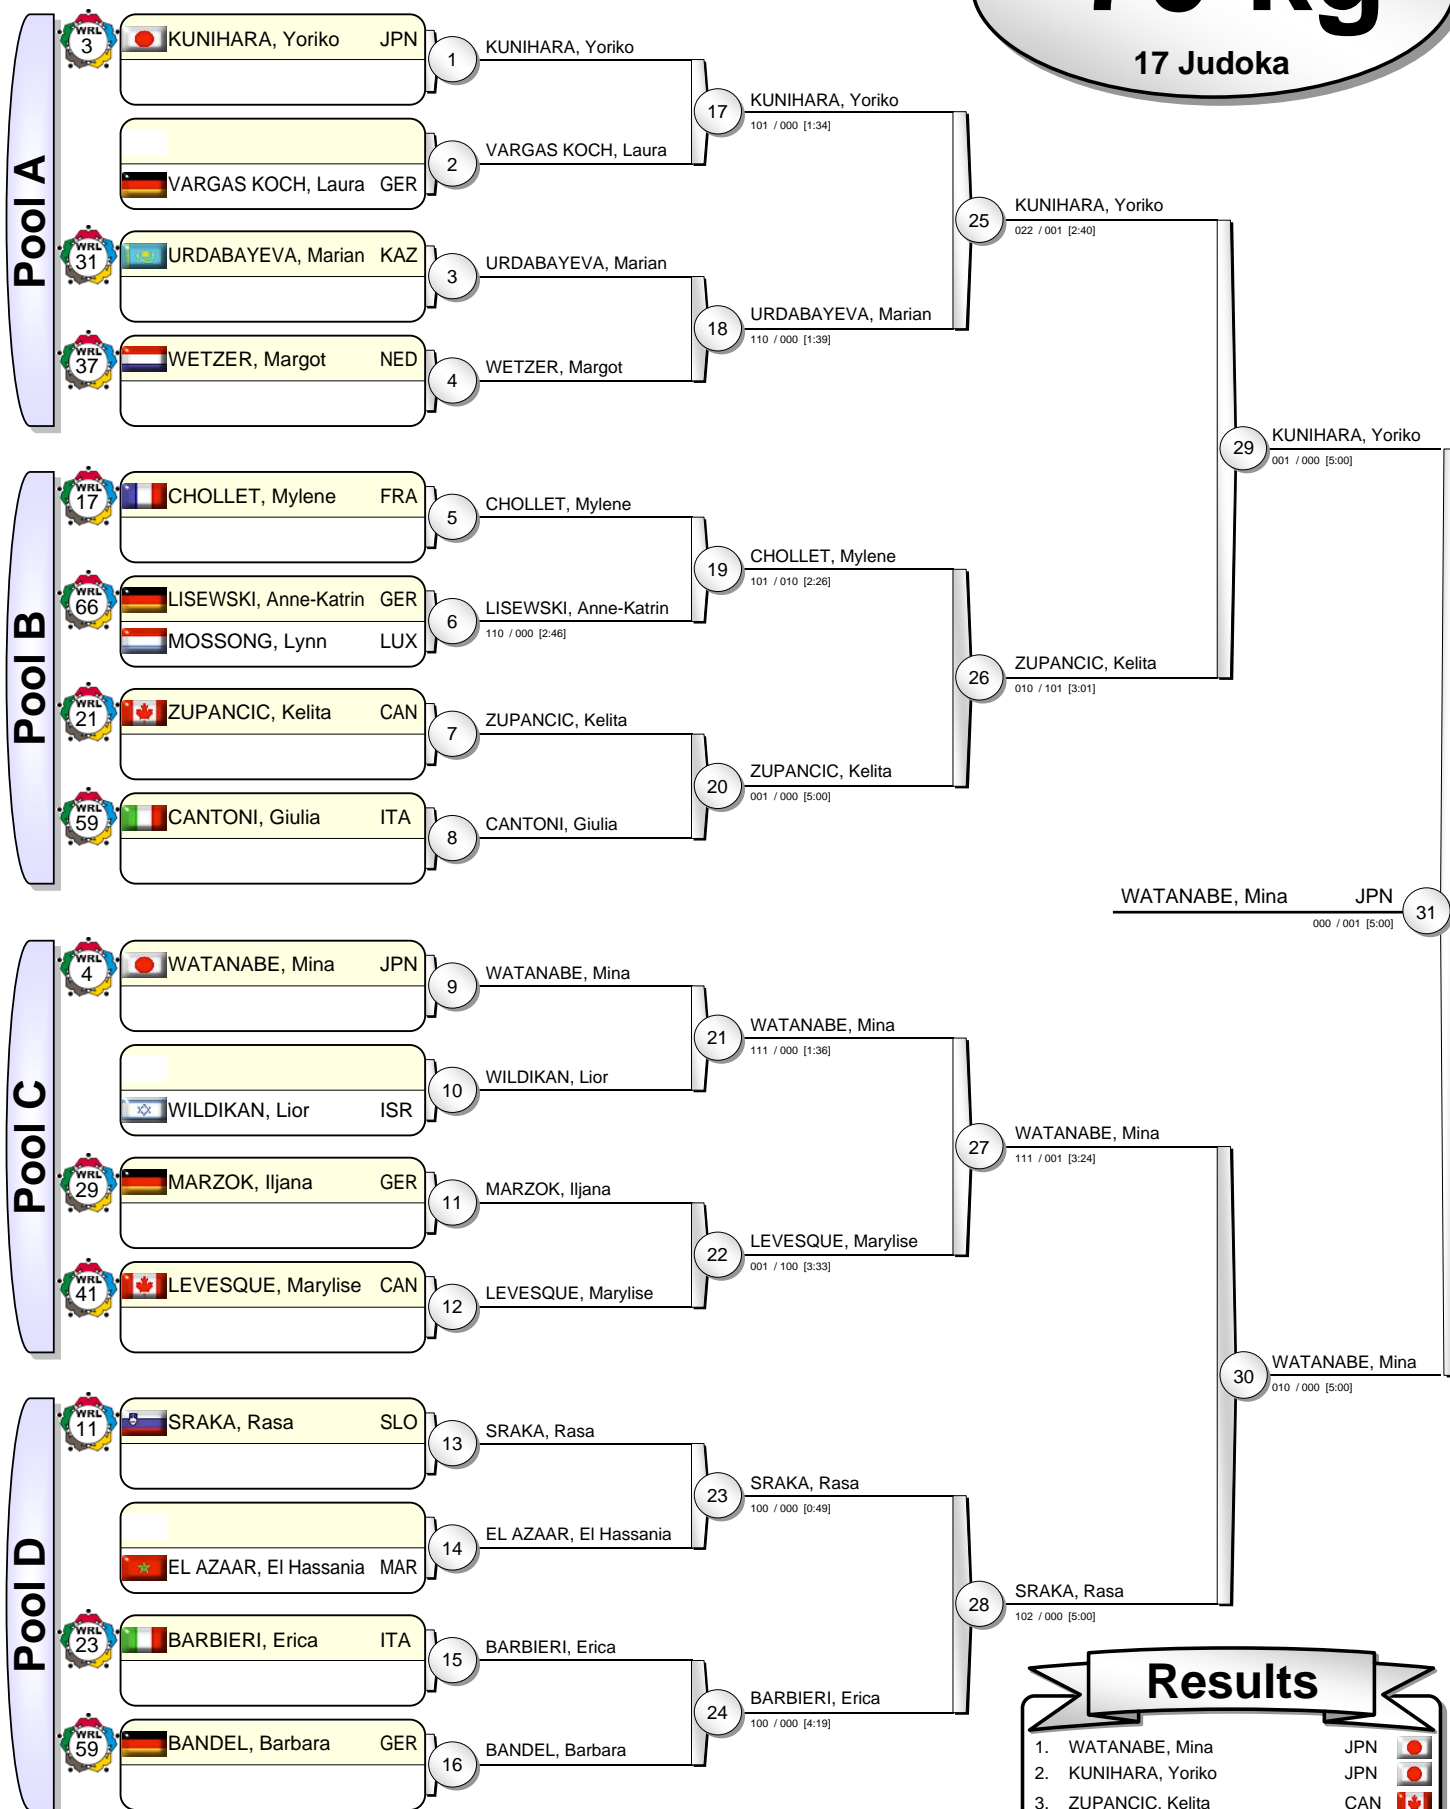 17 Judoka
Pool A
WRL 3 KUNIHARA, Yoriko JPN
VARGAS KOCH, Laura GER
WRL 31 URDABAYEVA, Marian KAZ
WRL 37 WETZER, Margot NED
1 KUNIHARA, Yoriko
2 VARGAS KOCH, Laura
3 URDABAYEVA, Marian
4 WETZER, Margot
17 KUNIHARA, Yoriko
101 / 000 [1:34]
18 URDABAYEVA, Marian
110 / 000 [1:39]
25 KUNIHARA, Yoriko
022 / 001 [2:40]
Pool B
WRL 17 CHOLLET, Mylene FRA
WRL 66 LISEWSKI, Anne-Katrin GER
MOSSONG, Lynn LUX
WRL 21 ZUPANCIC, Kelita CAN
WRL 59 CANTONI, Giulia ITA
5 CHOLLET, Mylene
6 LISEWSKI, Anne-Katrin
110 / 000 [2:46]
7 ZUPANCIC, Kelita
8 CANTONI, Giulia
19 CHOLLET, Mylene
101 / 010 [2:26]
20 ZUPANCIC, Kelita
001 / 000 [5:00]
26 ZUPANCIC, Kelita
010 / 101 [3:01]
29 KUNIHARA, Yoriko
001 / 000 [5:00]
WATANABE, Mina JPN 31
000 / 001 [5:00]
Pool C
WRL 4 WATANABE, Mina JPN
WILDIKAN, Lior ISR
WRL 29 MARZOK, Iljana GER
WRL 41 LEVESQUE, Marylise CAN
9 WATANABE, Mina
10 WILDIKAN, Lior
11 MARZOK, Iljana
12 LEVESQUE, Marylise
21 WATANABE, Mina
111 / 000 [1:36]
22 LEVESQUE, Marylise
001 / 100 [3:33]
27 WATANABE, Mina
111 / 001 [3:24]
Pool D
WRL 11 SRAKA, Rasa SLO
EL AZAAR, El Hassania MAR
WRL 23 BARBIERI, Erica ITA
WRL 59 BANDEL, Barbara GER
13 SRAKA, Rasa
14 EL AZAAR, El Hassania
15 BARBIERI, Erica
16 BANDEL, Barbara
23 SRAKA, Rasa
100 / 000 [0:49]
24 BARBIERI, Erica
100 / 000 [4:19]
28 SRAKA, Rasa
102 / 000 [5:00]
30 WATANABE, Mina
010 / 000 [5:00]
Results
1. WATANABE, Mina JPN
2. KUNIHARA, Yoriko JPN
3. ZUPANCIC, Kelita CAN